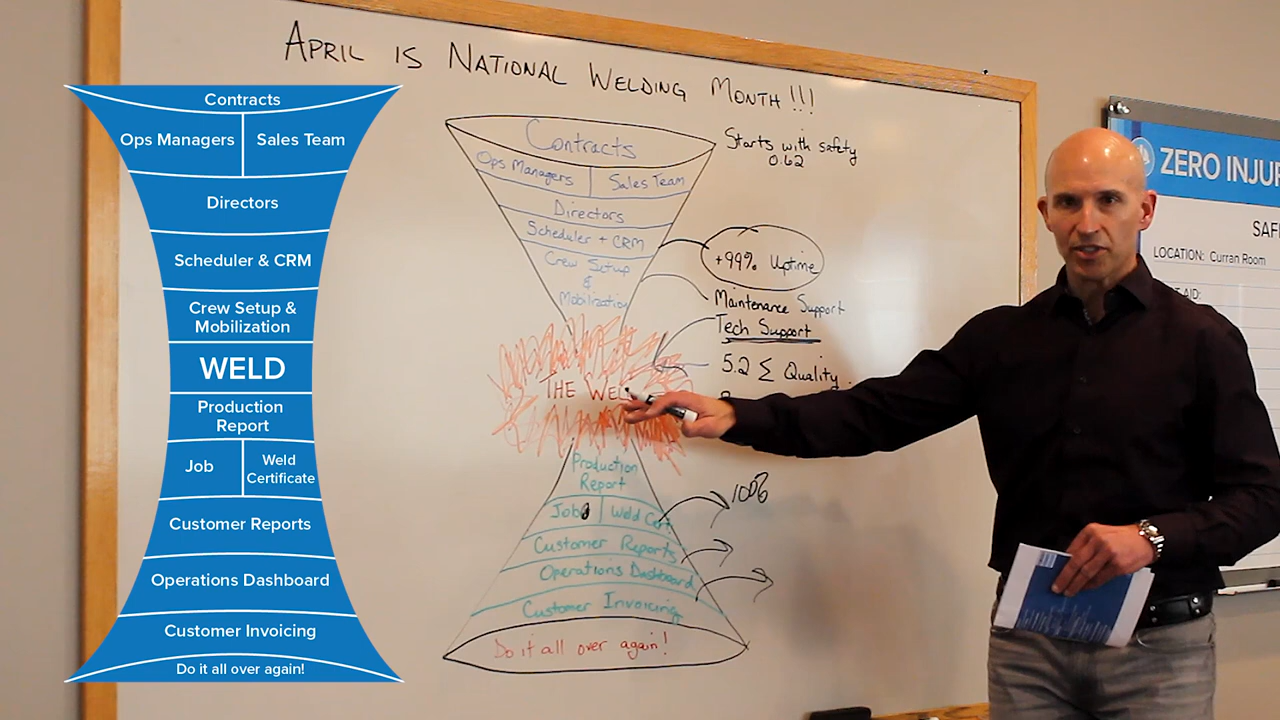 APRIL IS NATIONAL WELDING MONTH!!!
Contracts
Ops Managers
Sales Team
Directors
Scheduler & CRM
Crew Setup &
Mobilization
WELD
Production
Report
Job
Weld
Certificate
Customer Reports
Operations Dashboard
Customer Invoicing
Do it all over again!
Contracts
Ops Managers
Sales Team
Directors
Scheduler + CRM
Crew Setup
&
Mobilization
THE WEL
Production
Report
Job
Weld Cert
Customer Reports
Operations Dashboard
Customer Invoicing
Do it all over again!
Starts with safety
0.62
+99% Uptime
Maintenance Support
Tech Support
5.2 Σ Quality
100%
ZERO INJU
SAF
LOCATION: Curran Room
AID: